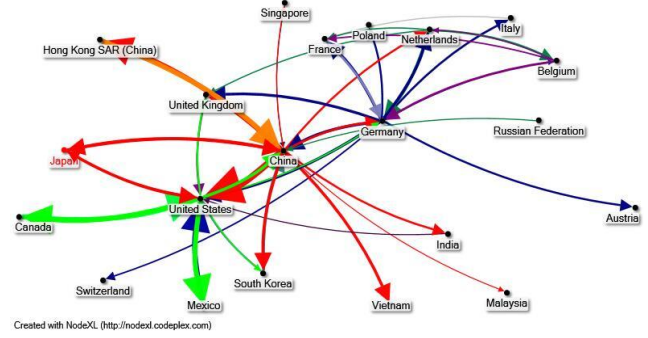 Singapore
Italy
Poland
Hong Kong SAR (China)
France
Netherlands
Belgium
United Kingdom
Germany
Russian Federation
Japan
China
United States
Canada
Austria
India
Switzerland
South Korea
Mexico
Vietnam
Malaysia
Created with NodeXL (http://nodexl.codeplex.com)